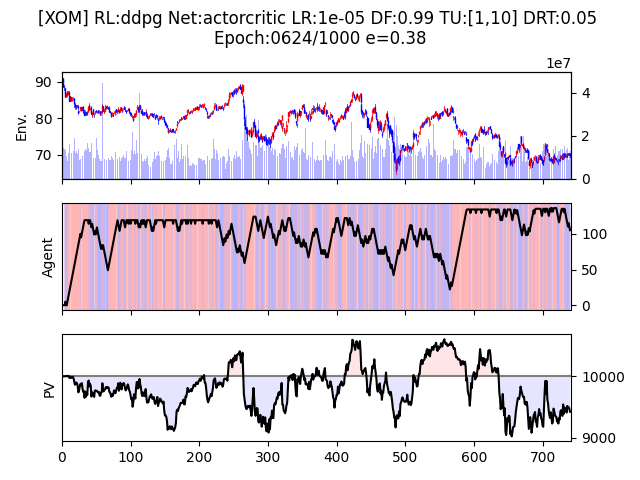 [XOM] RL:ddpg Net:actorcritic LR:1e-05 DF:0.99 TU:[1,10] DRT:0.05
Epoch:0624/1000 e=0.38
1e7
90
80
70
Env.
4
2
0
Agent
100
50
0
PV
10000
9000
0 100 200 300 400 500 600 700